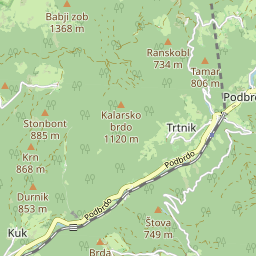 Babji zob
1368 m
Ranskobl
734 m
Tamar
806 m
Podbrd
Kalarsko
brdo
1120 m
Stonbont
885 m
Trtnik
Krn
868 m
Podbrdo
Durnik
853 m
Podbrdo
Štova
749 m
Kuk
Brda